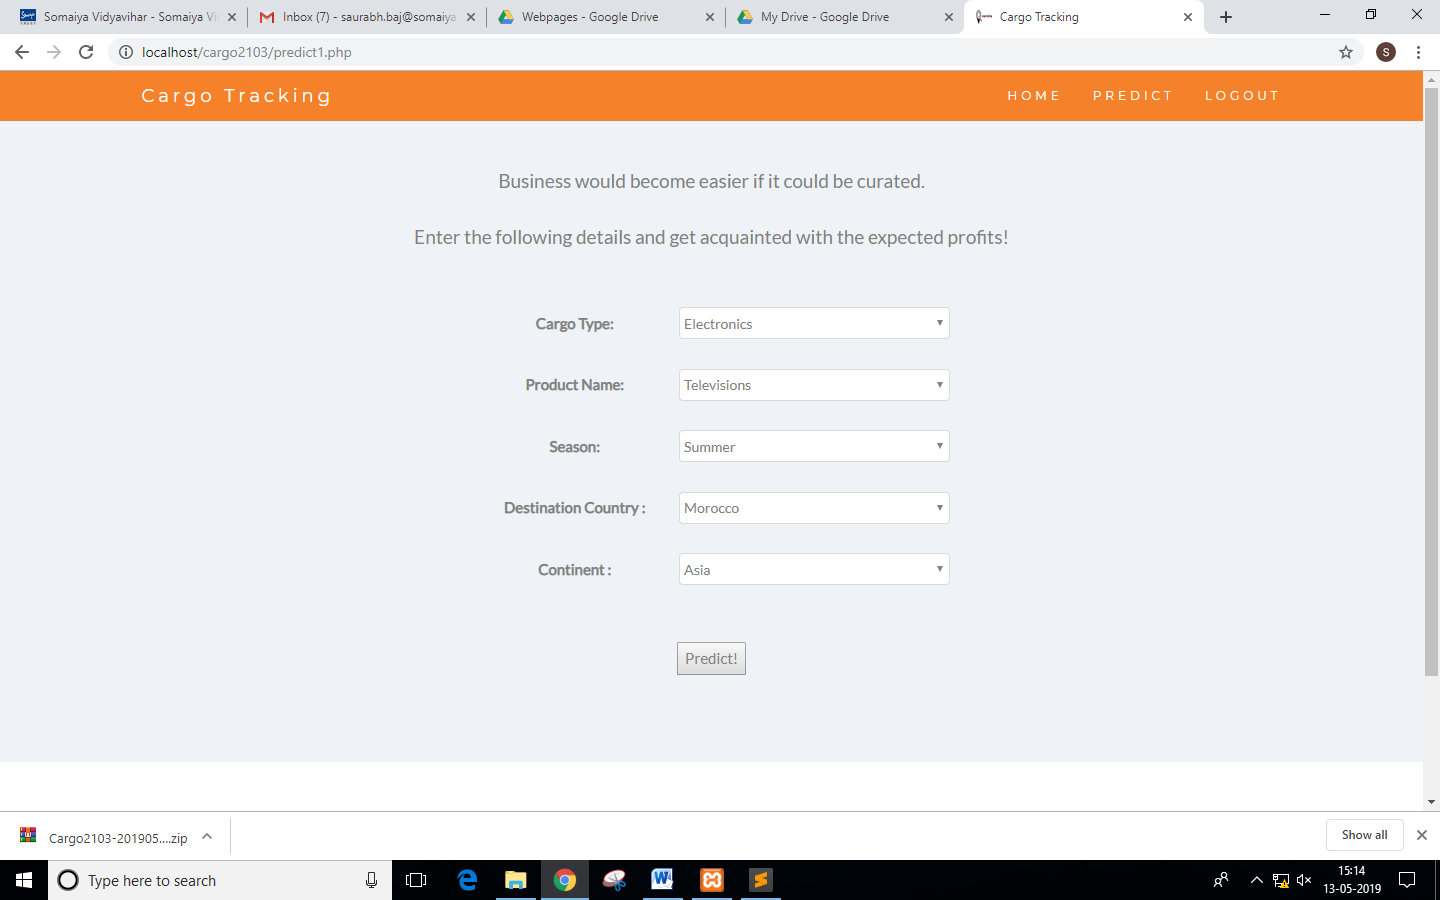 Somaiya Vidyavihar - Somaiya Vi
Inbox (7) - saurabh.baj@somaiya
Webpages - Google Drive
My Drive - Google Drive
Cargo Tracking
localhost/cargo2103/predict1.php
S
Cargo Tracking
HOME
PREDICT
LOGOUT
Business would become easier if it could be curated.
Enter the following details and get acquainted with the expected profits!
Cargo Type:
Electronics
Product Name:
Televisions
Season:
Summer
Destination Country :
Morocco
Continent :
Asia
Predict!
Cargo2103-201905....zip
Show all
Type here to search
15:14
13-05-2019